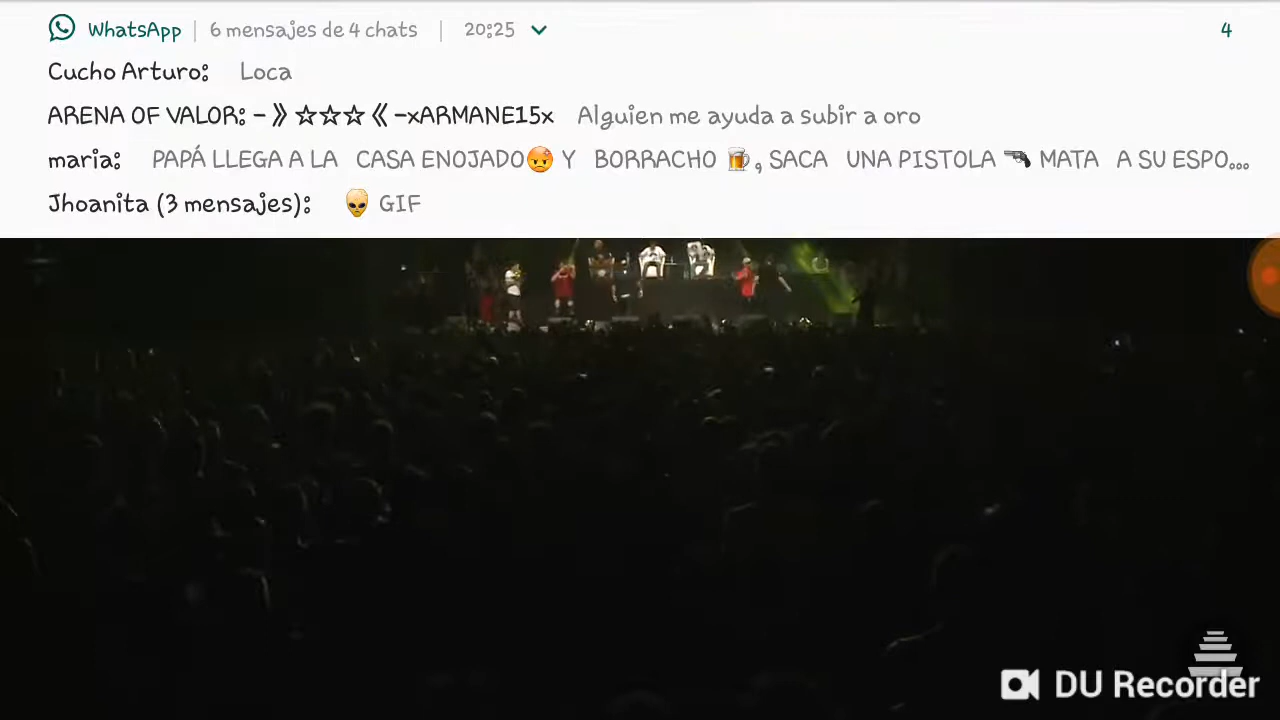 WhatsApp | 6 mensajes de 4 chats | 20:25 4
Cucho Arturo: Loca
ARENA OF VALOR: -》☆☆☆《-xARMANE15x Alguien me ayuda a subir a oro
maria: PAPÁ LLEGA A LA CASA ENOJADO😡 Y BORRACHO 🍺, SACA UNA PISTOLA 🔫 MATA A SU ESPO...
Jhoanita (3 mensajes): 👽 GIF
DU Recorder